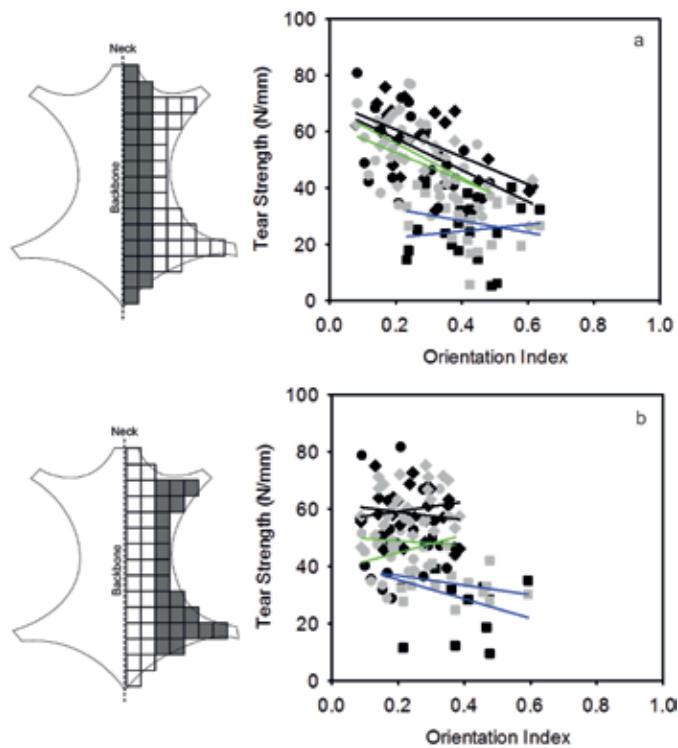 Neck
Backbone
a
Tear Strength (N/mm)
100
80
60
40
20
0
0.0 0.2 0.4 0.6 0.8 1.0
Orientation Index
Neck
Backbone
b
Tear Strength (N/mm)
100
80
60
40
20
0
0.0 0.2 0.4 0.6 0.8 1.0
Orientation Index